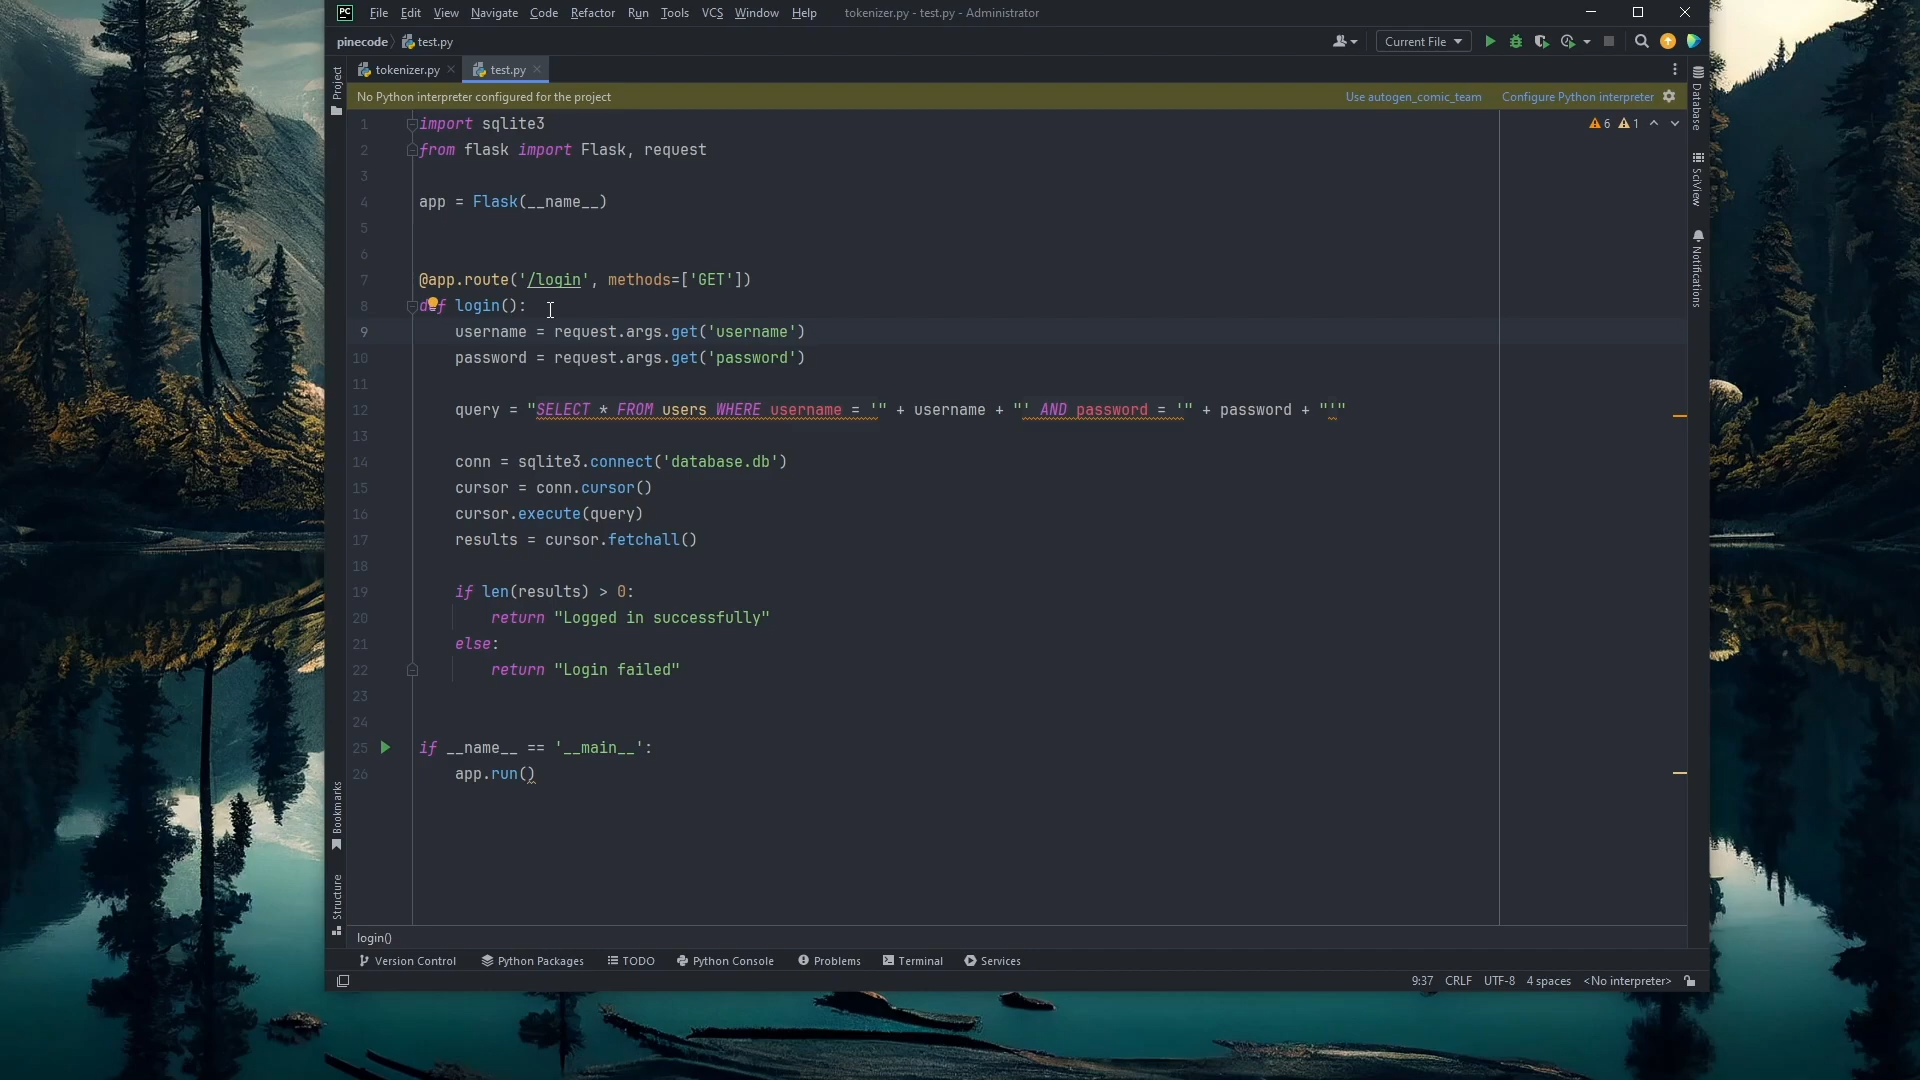 PC File Edit View Navigate Code Refactor Run Tools VCS Window Help tokenizer.py - test.py - Administrator
pinecode test.py Current File
tokenizer.py test.py
No Python interpreter configured for the project Use autogen_comic_team Configure Python interpreter
Project
Bookmarks
Structure
Database
SciView
Notifications
6 1
1 import sqlite3
2 from flask import Flask, request
3
4 app = Flask(__name__)
5
6
7 @app.route('/login', methods=['GET'])
8 def login():
9 username = request.args.get('username')
10 password = request.args.get('password')
11
12 query = "SELECT * FROM users WHERE username = '" + username + "' AND password = '" + password + "'"
13
14 conn = sqlite3.connect('database.db')
15 cursor = conn.cursor()
16 cursor.execute(query)
17 results = cursor.fetchall()
18
19 if len(results) > 0:
20 return "Logged in successfully"
21 else:
22 return "Login failed"
23
24
25 if __name__ == '__main__':
26 app.run()
login()
Version Control Python Packages TODO Python Console Problems Terminal Services
9:37 CRLF UTF-8 4 spaces <No interpreter>